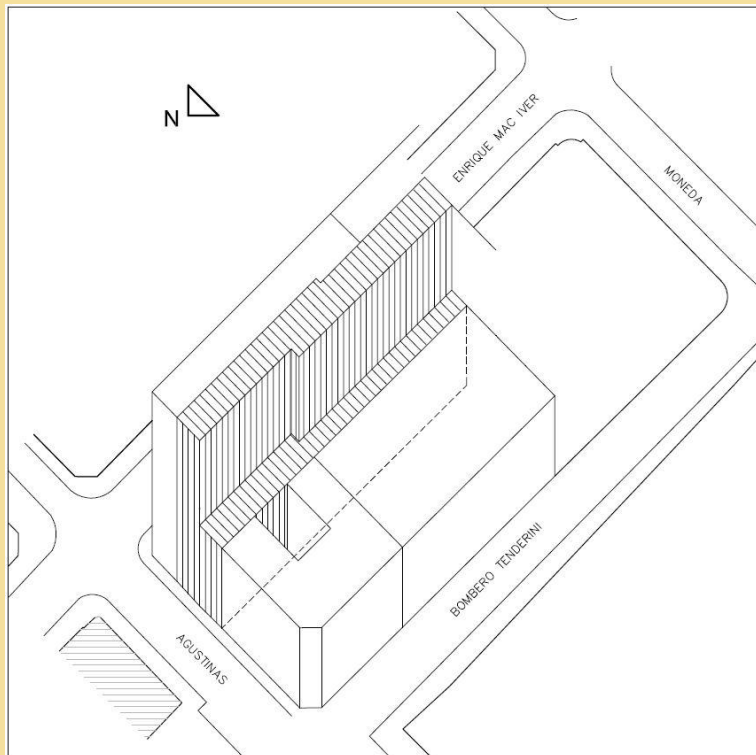 N
ENRIQUE MAC IVER
MONEDA
BOMBERO TENDERINI
AGUSTINAS